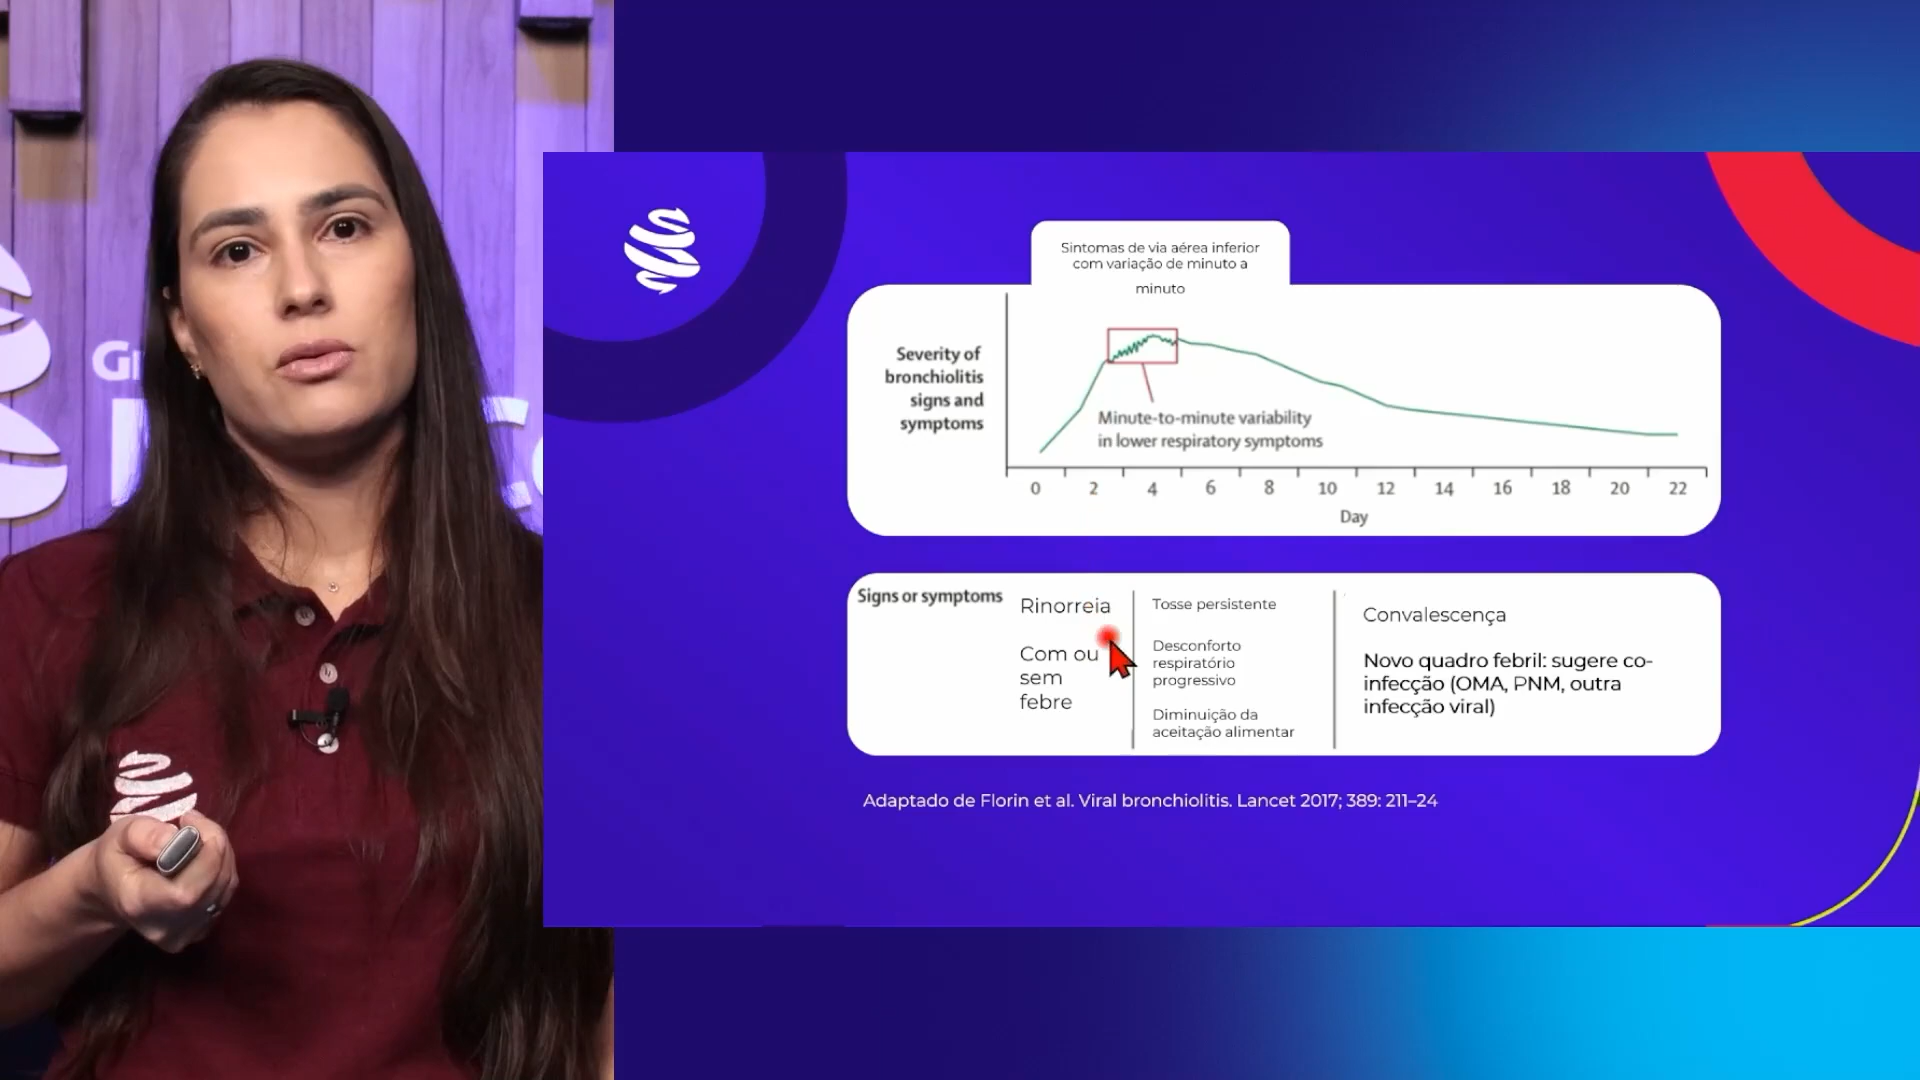 Gr
Sintomas de via aérea inferior
com variação de minuto a
minuto
Severity of
bronchiolitis
signs and
symptoms
Minute-to-minute variability
in lower respiratory symptoms
0 2 4 6 8 10 12 14 16 18 20 22
Day
Signs or symptoms
Rinorreia
Com ou
sem
febre
Tosse persistente
Desconforto
respiratório
progressivo
Diminuição da
aceitação alimentar
Convalescença
Novo quadro febril: sugere co-
infecção (OMA, PNM, outra
infecção viral)
Adaptado de Florin et al. Viral bronchiolitis. Lancet 2017; 389: 211–24